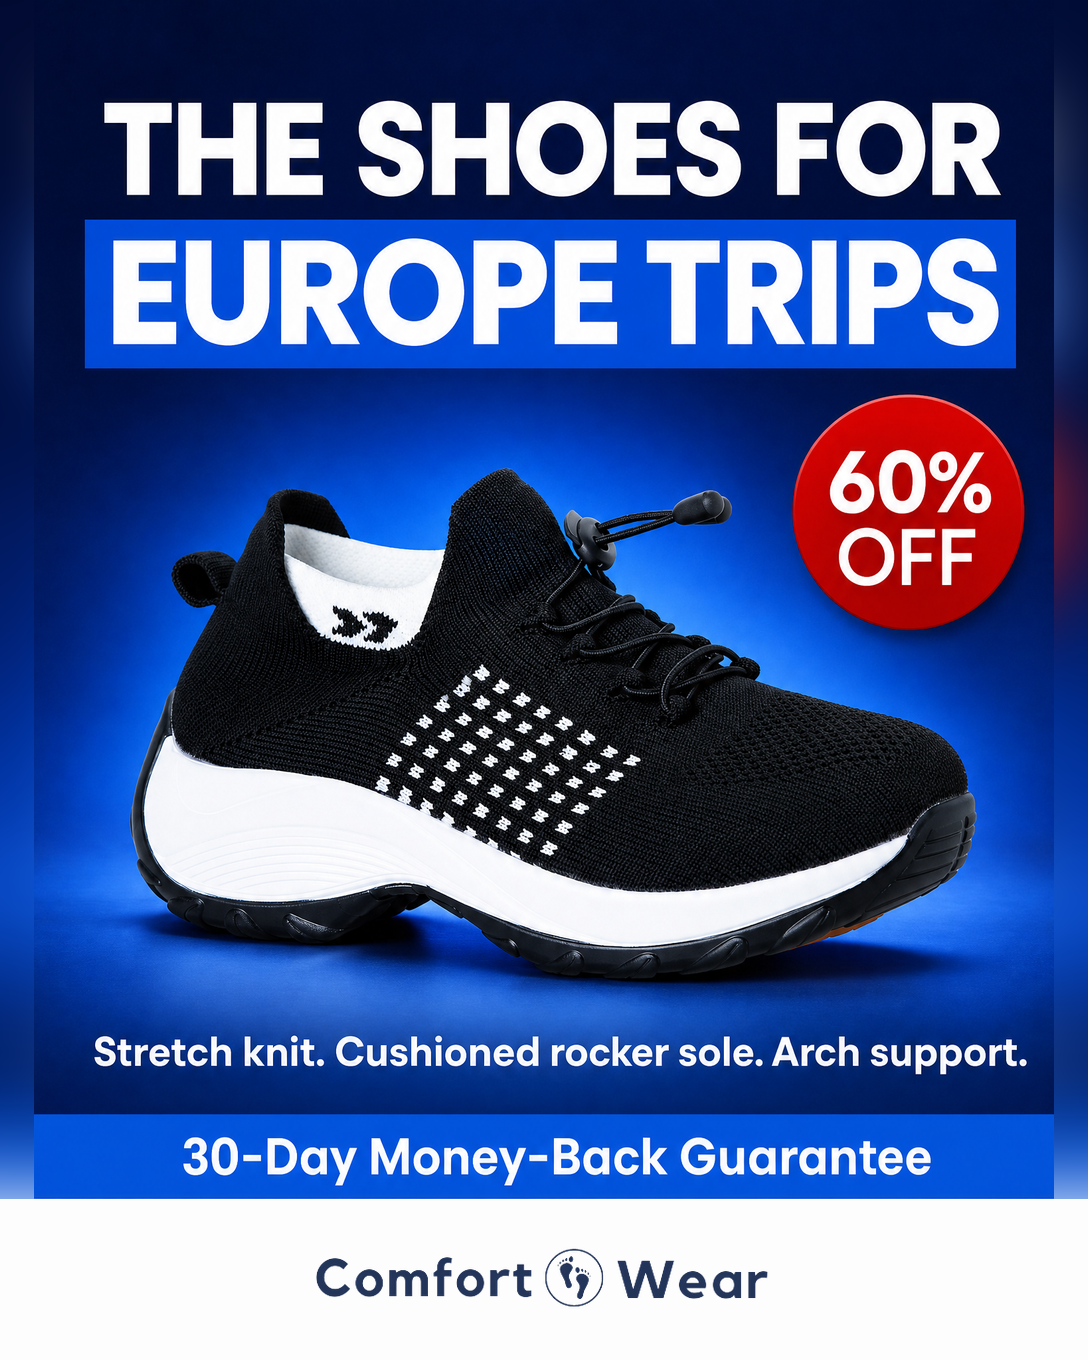 THE SHOES FOR
EUROPE TRIPS
60%
OFF
Stretch knit. Cushioned rocker sole. Arch support.
30-Day Money-Back Guarantee
Comfort Wear